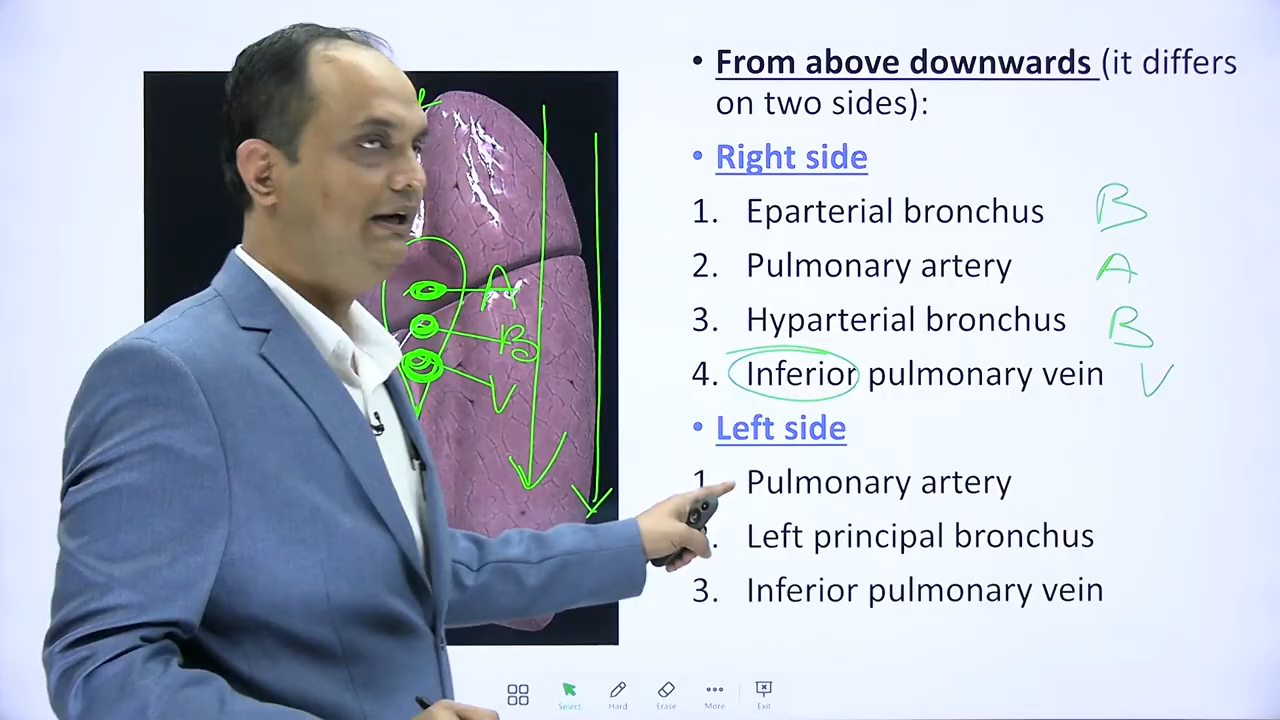 • From above downwards (it differs
on two sides):
• Right side
1. Eparterial bronchus B
2. Pulmonary artery A
3. Hyparterial bronchus B
4. Inferior pulmonary vein V
• Left side
1. Pulmonary artery
Left principal bronchus
3. Inferior pulmonary vein
A
B
V
Select Hard Erase More Exit